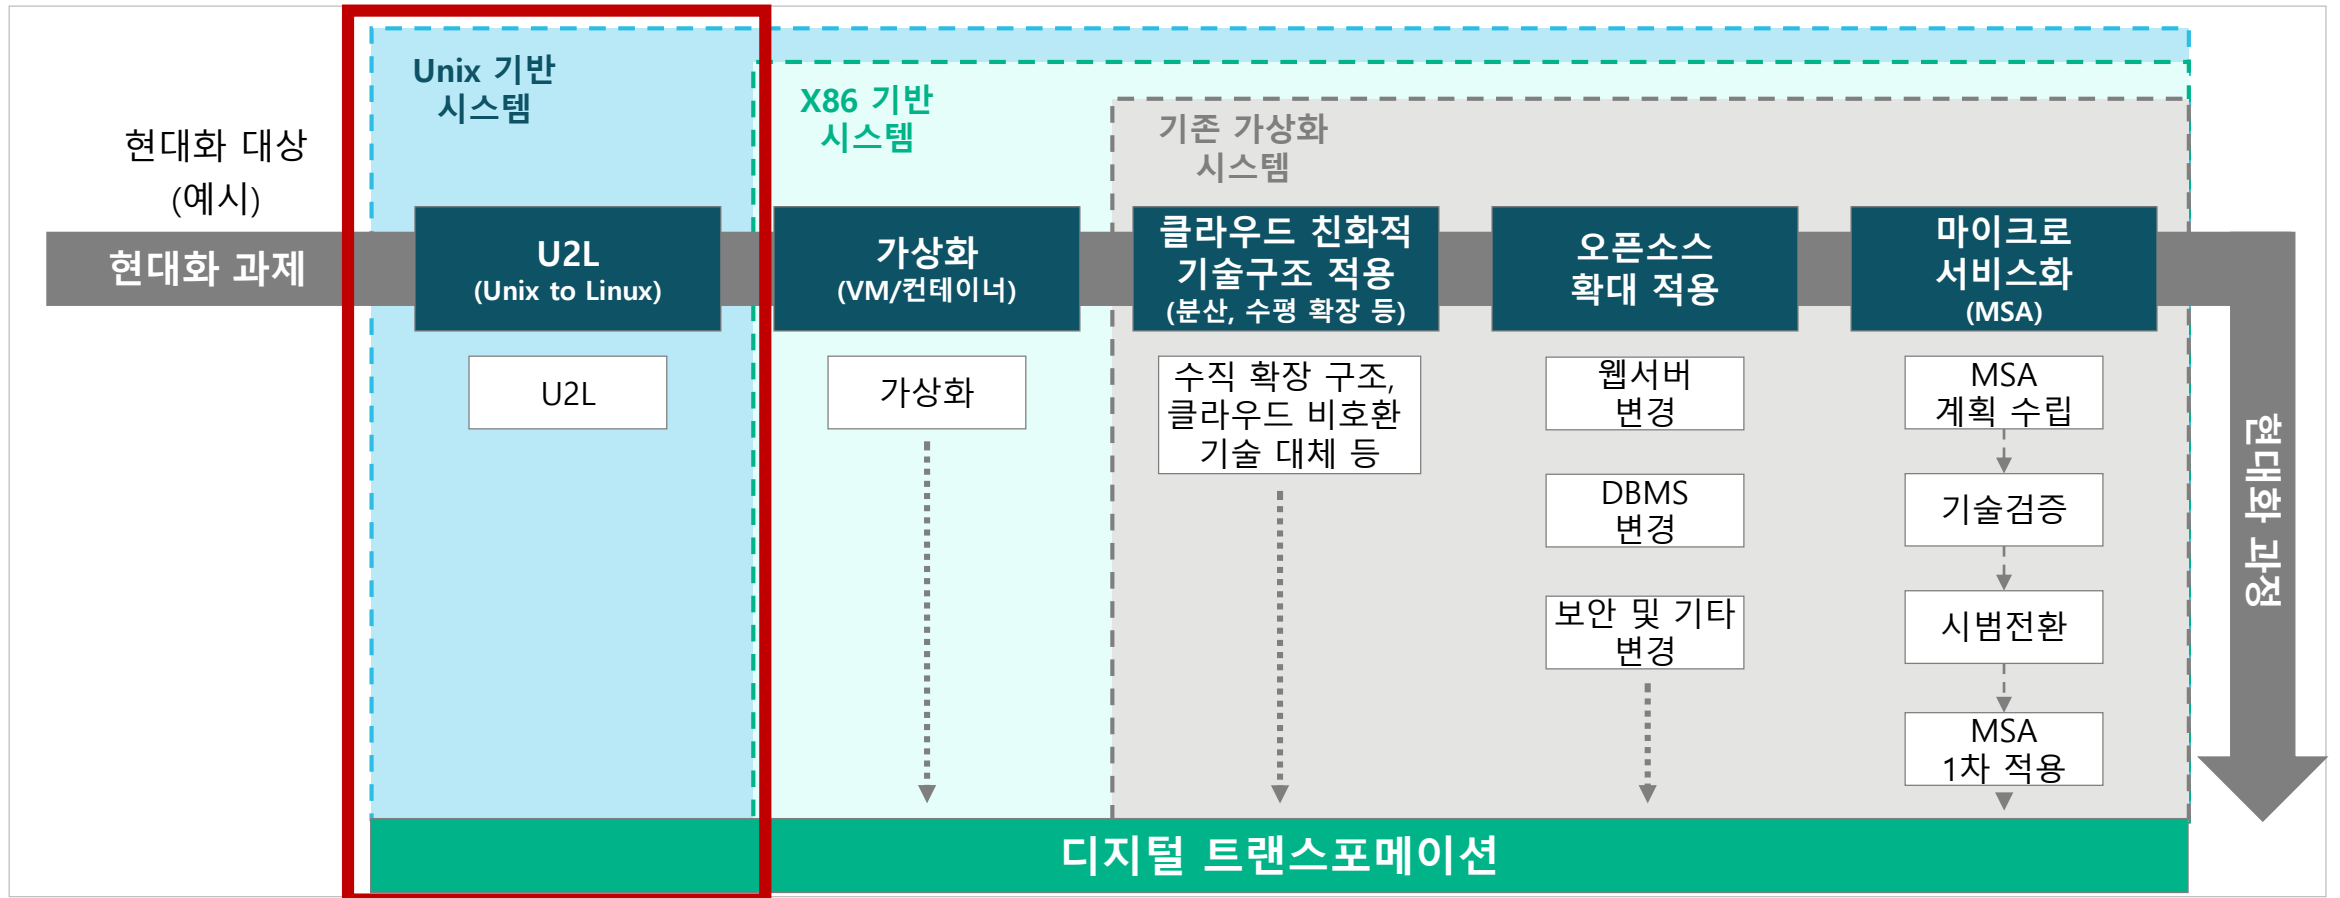 Unix 기반
시스템
X86 기반
시스템
기존 가상화
시스템
현대화 대상
(예시)
현대화 과제
U2L
(Unix to Linux)
가상화
(VM/컨테이너)
클라우드 친화적
기술구조 적용
(분산, 수평 확장 등)
오픈소스
확대 적용
마이크로
서비스화
(MSA)
U2L
가상화
수직 확장 구조,
클라우드 비호환
기술 대체 등
웹서버
변경
DBMS
변경
보안 및 기타
변경
MSA
계획 수립
기술검증
시범전환
MSA
1차 적용
현대화 과정
디지털 트랜스포메이션